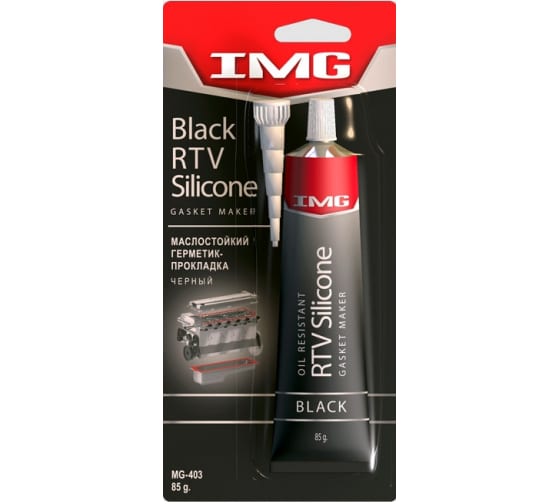 IMG
Black
RTV
Silicone
GASKET MAKER
МАСЛОСТОЙКИЙ
ГЕРМЕТИК-
ПРОКЛАДКА
ЧЕРНЫЙ
MG-403
85 g.
IMG
OIL RESISTANT
RTV Silicone
GASKET MAKER
BLACK
85 g.